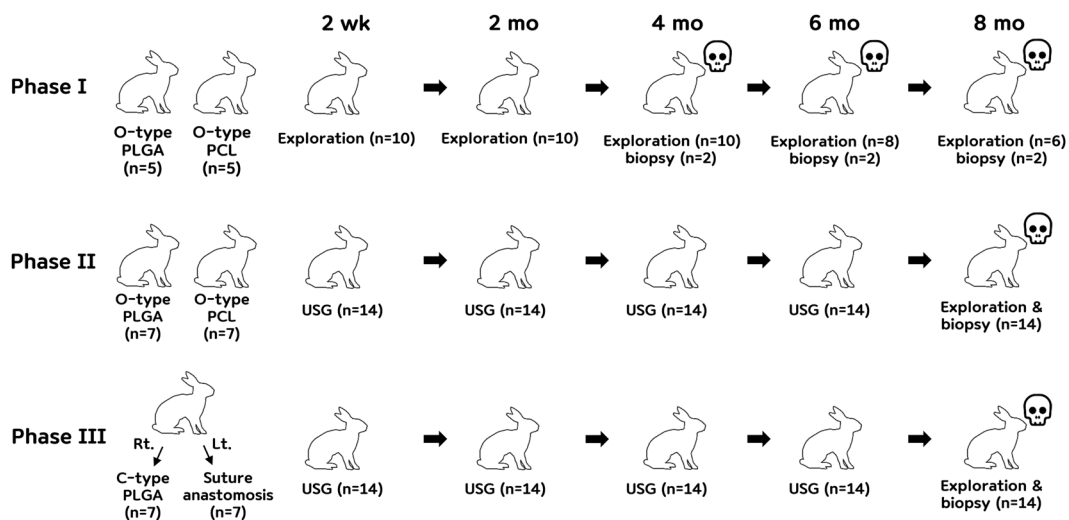 2 wk 2 mo 4 mo 6 mo 8 mo
Phase I
O-type O-type
PLGA PCL
(n=5) (n=5)
Exploration (n=10) Exploration (n=10) Exploration (n=10) Exploration (n=8) Exploration (n=6)
biopsy (n=2) biopsy (n=2) biopsy (n=2)
Phase II
O-type O-type
PLGA PCL
(n=7) (n=7)
USG (n=14) USG (n=14) USG (n=14) USG (n=14) Exploration &
biopsy (n=14)
Phase III
Rt. Lt.
C-type Suture
PLGA anastomosis
(n=7) (n=7)
USG (n=14) USG (n=14) USG (n=14) USG (n=14) Exploration &
biopsy (n=14)